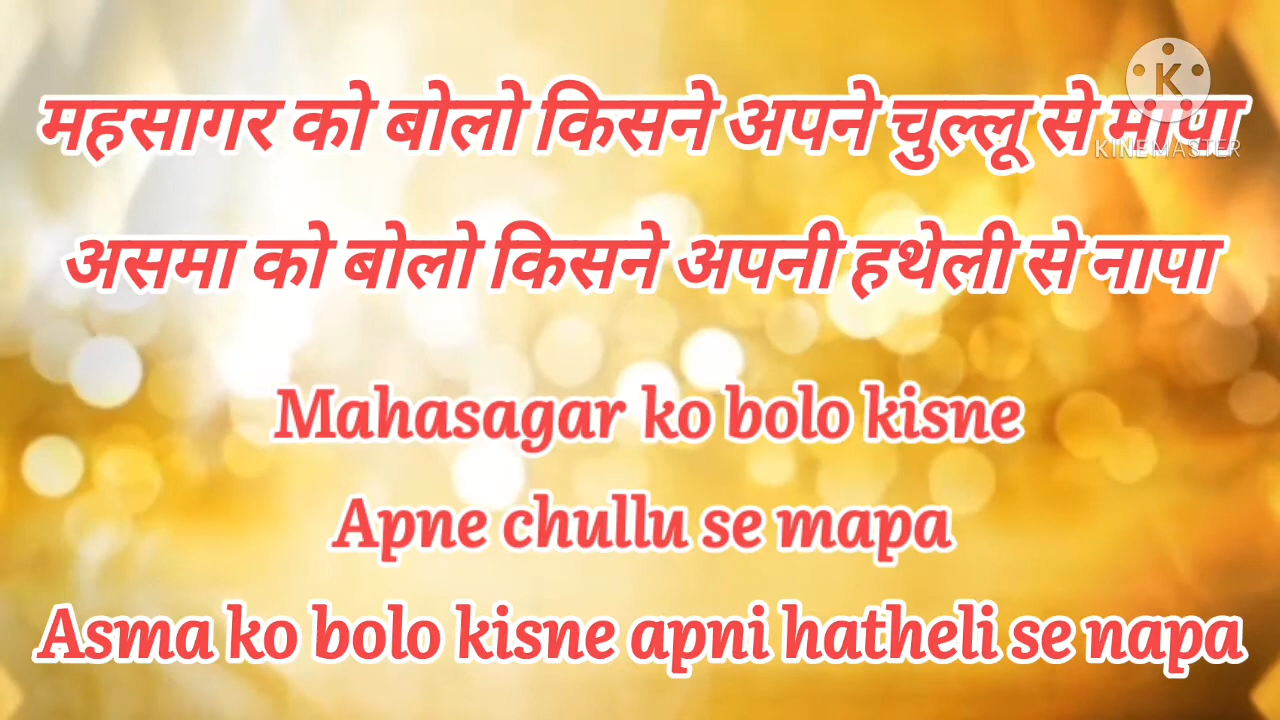 महसागर को बोलो किसने अपने चुल्लू से मापा
K
KINEMASTER
असमा को बोलो किसने अपनी हथेली से नापा
Mahasagar ko bolo kisne
Apne chullu se mapa
Asma ko bolo kisne apni hatheli se napa